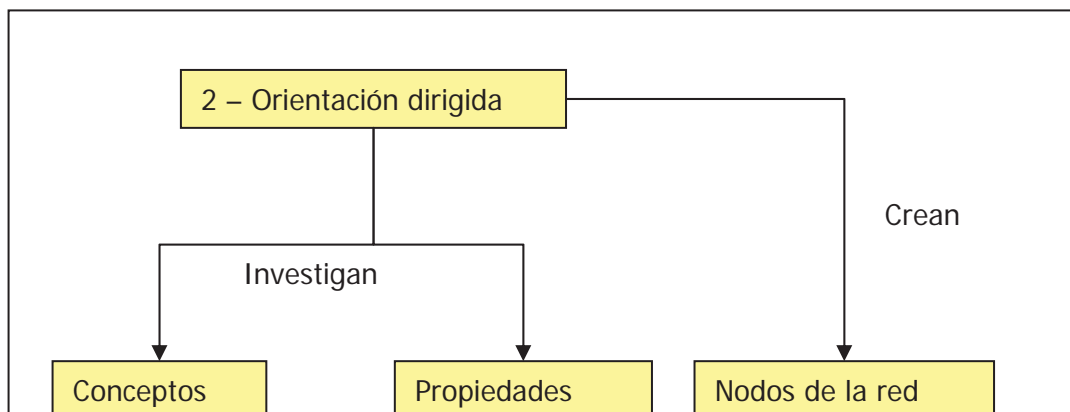 2 – Orientación dirigida
Crean
Investigan
Conceptos
Propiedades
Nodos de la red